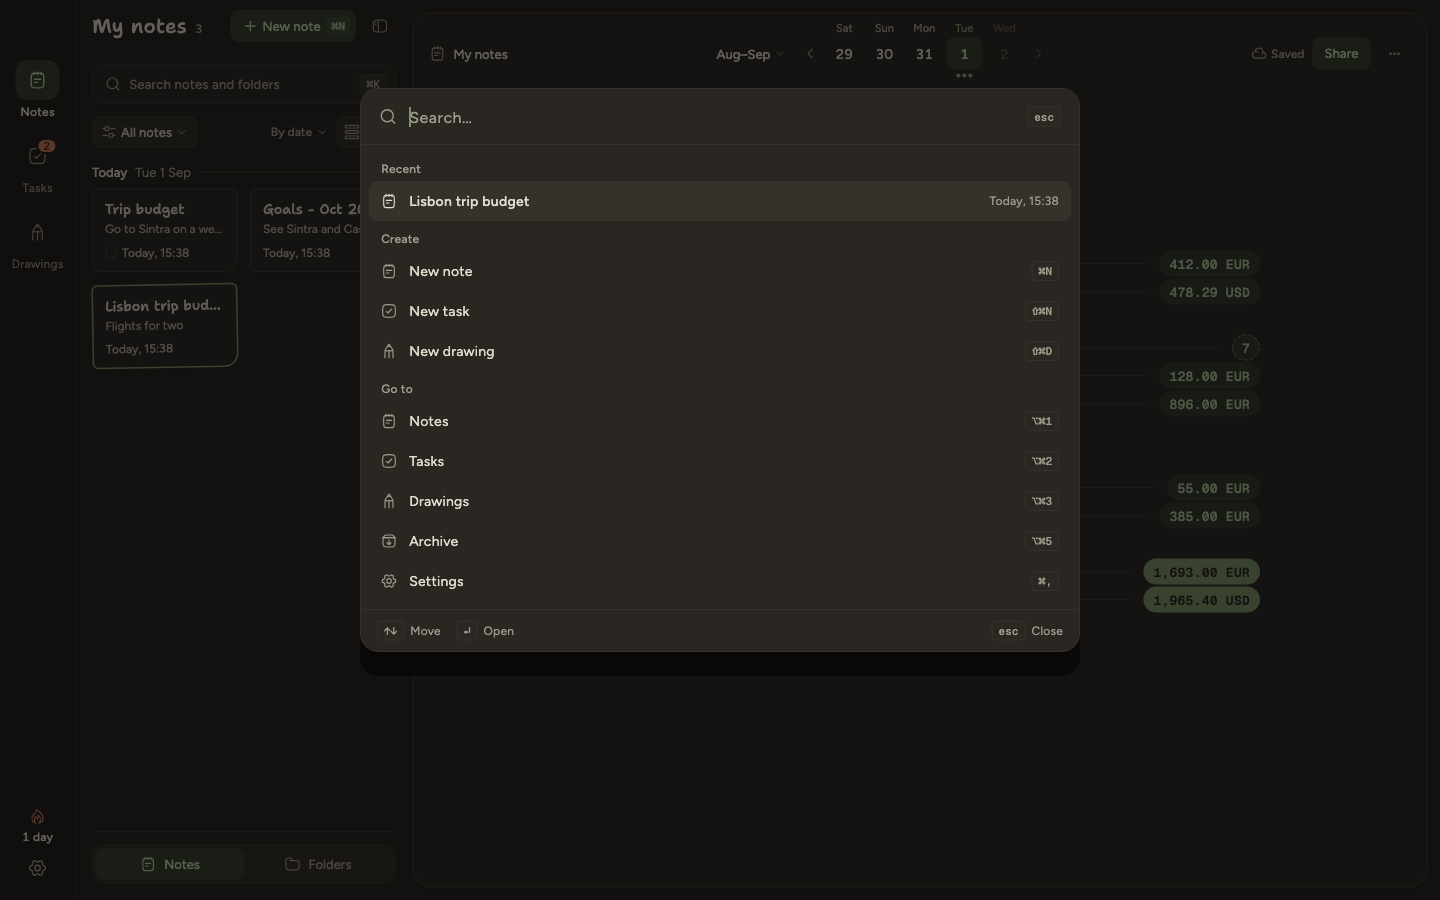 My notes 3
+ New note ⌘N
Search notes and folders ⌘K
All notes
By date
Today Tue 1 Sep
Trip budget
Go to Sintra on a we...
Today, 15:38
Goals - Oct
See Sintra and
Today, 15:38
Lisbon trip bud...
Flights for two
Today, 15:38
Notes
2
Tasks
Drawings
1 day
Notes
Folders
My notes
Aug–Sep
Sat Sun Mon Tue Wed
29 30 31 1 2
Saved
Share
Search...
esc
Recent
Lisbon trip budget Today, 15:38
Create
New note ⌘N
New task ⇧⌘N
New drawing ⇧⌘D
Go to
Notes ⌥⌘1
Tasks ⌥⌘2
Drawings ⌥⌘3
Archive ⌥⌘5
Settings ⌘,
Move
Open
esc Close
412.00 EUR
478.29 USD
7
128.00 EUR
896.00 EUR
55.00 EUR
385.00 EUR
1,693.00 EUR
1,965.40 USD